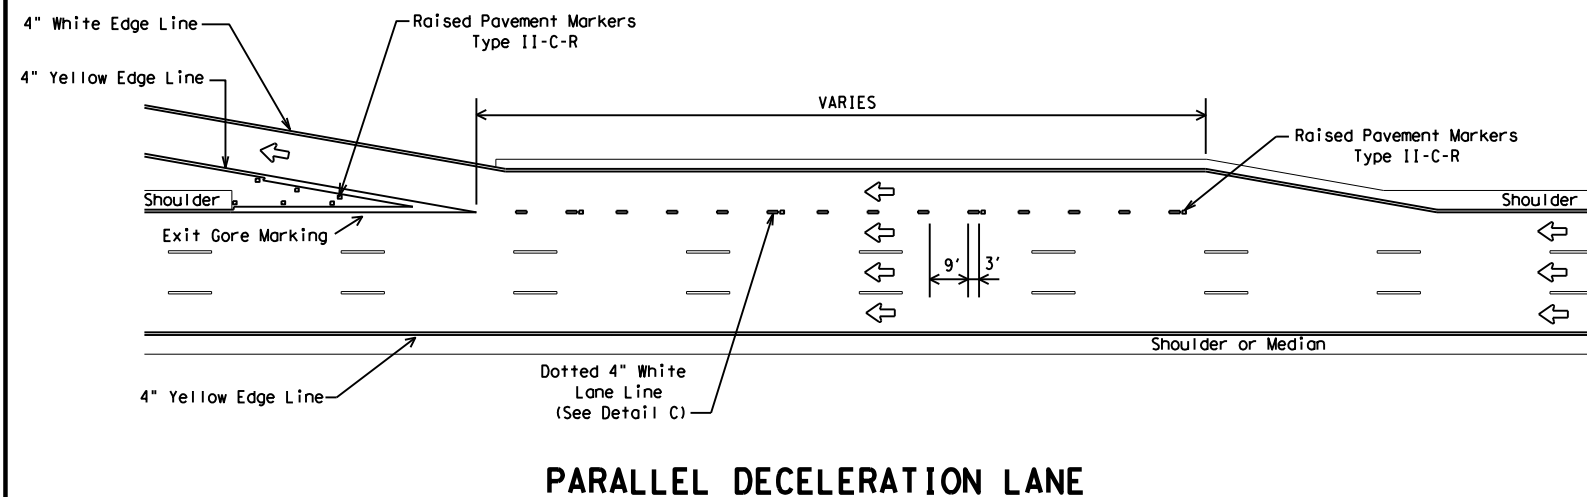 4" White Edge Line
Raised Pavement Markers
Type II-C-R
4" Yellow Edge Line
VARIES
Raised Pavement Markers
Type II-C-R
Shoulder
Shoulder
Exit Gore Marking
9'
3'
Shoulder or Median
Dotted 4" White
Lane Line
(See Detail C)
4" Yellow Edge Line
PARALLEL DECELERATION LANE